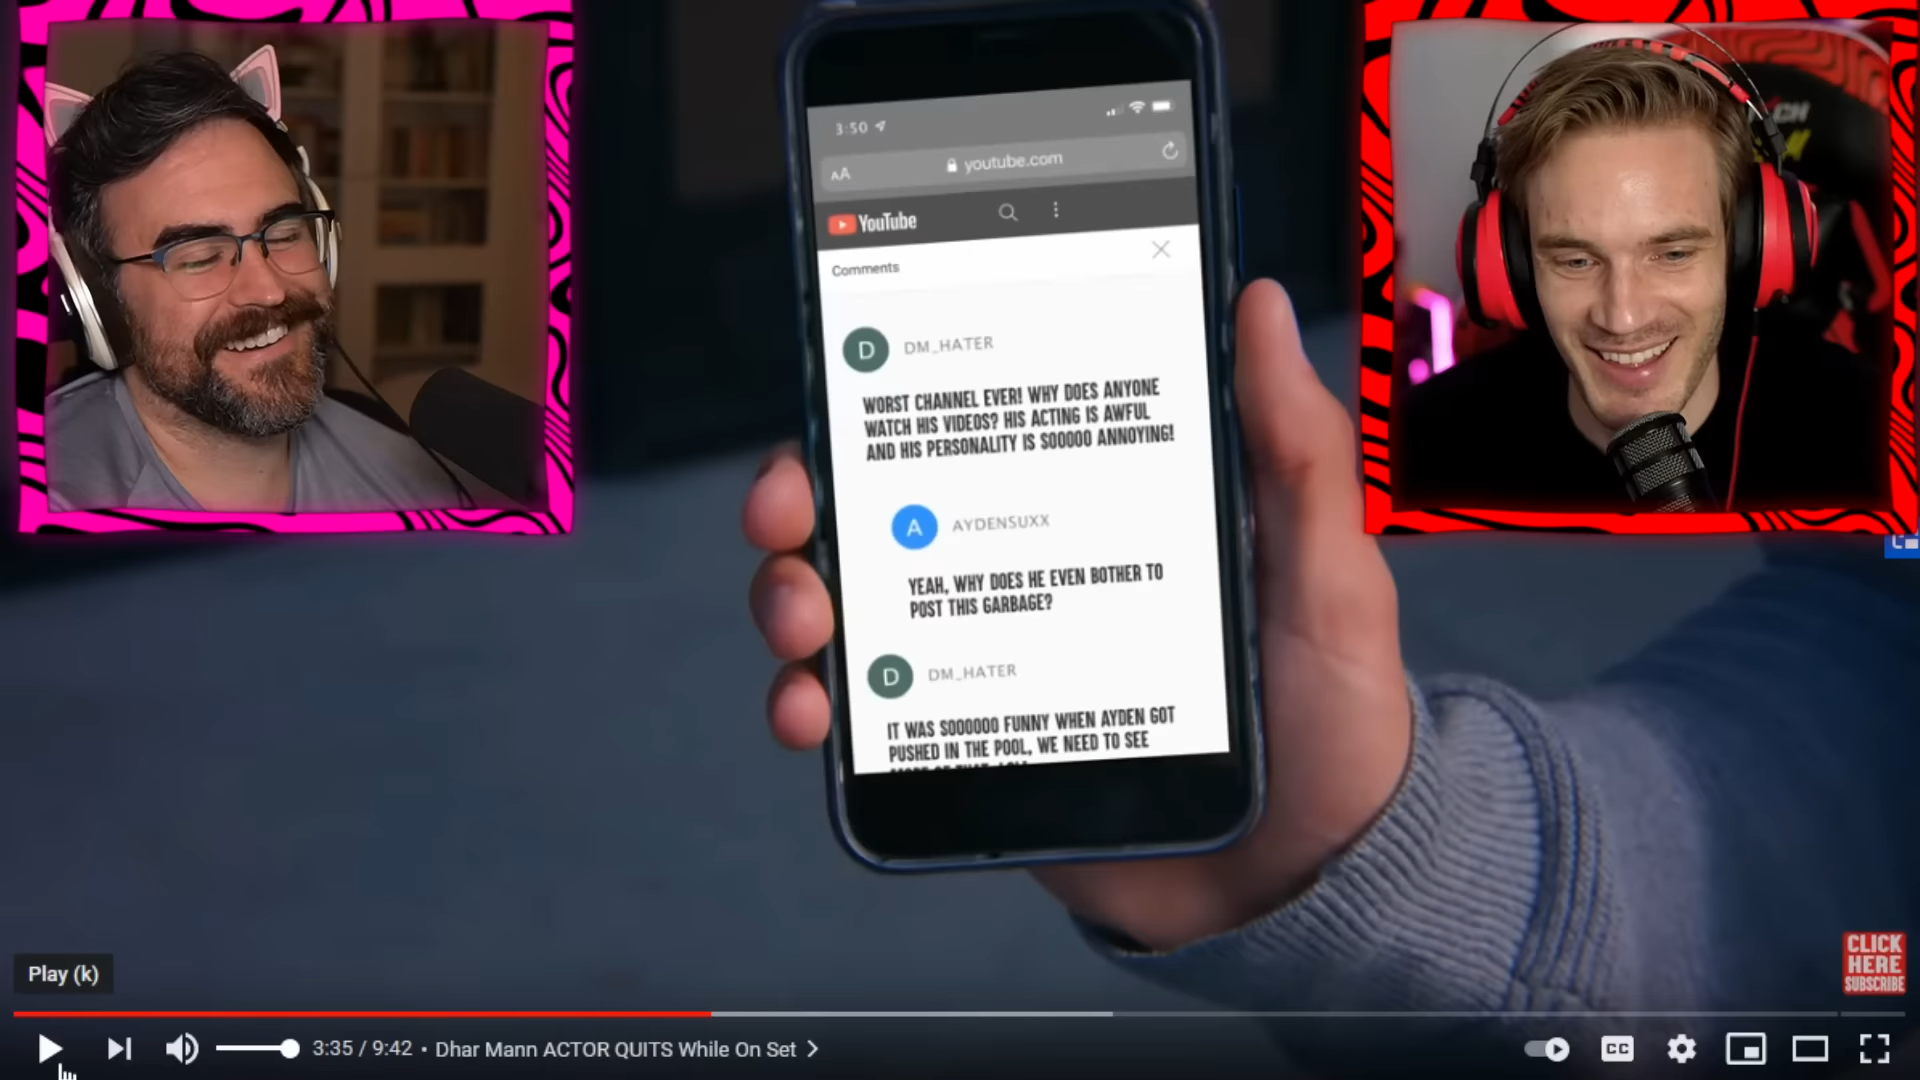 3:50
AA youtube.com
YouTube
Comments
D DM_HATER
WORST CHANNEL EVER! WHY DOES ANYONE
WATCH HIS VIDEOS? HIS ACTING IS AWFUL
AND HIS PERSONALITY IS SOOOOO ANNOYING!
A AYDENSUXX
YEAH, WHY DOES HE EVEN BOTHER TO
POST THIS GARBAGE?
D DM_HATER
IT WAS SOOOOOO FUNNY WHEN AYDEN GOT
PUSHED IN THE POOL, WE NEED TO SEE
CLICK
HERE
SUBSCRIBE
Play (k)
3:35 / 9:42 • Dhar Mann ACTOR QUITS While On Set
CC